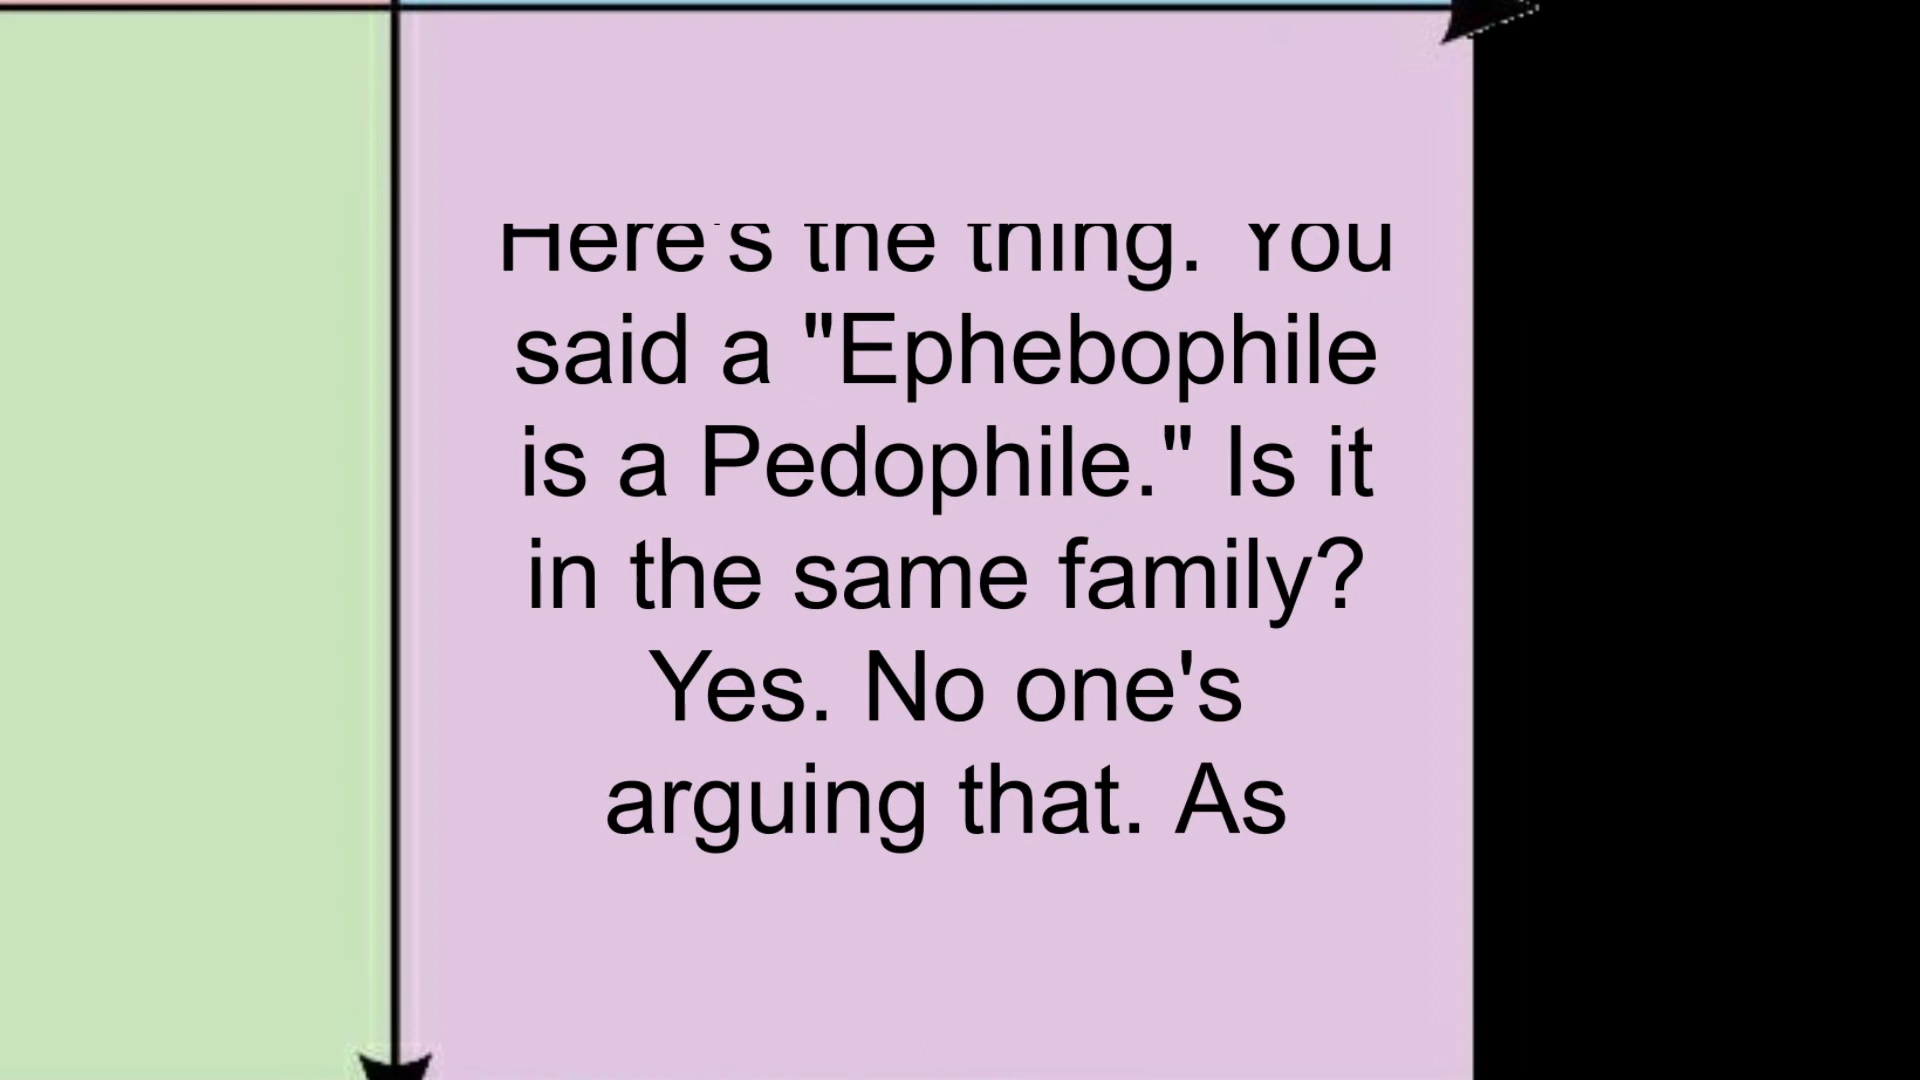 Here's the thing. You
said a "Ephebophile
is a Pedophile." Is it
in the same family?
Yes. No one's
arguing that. As